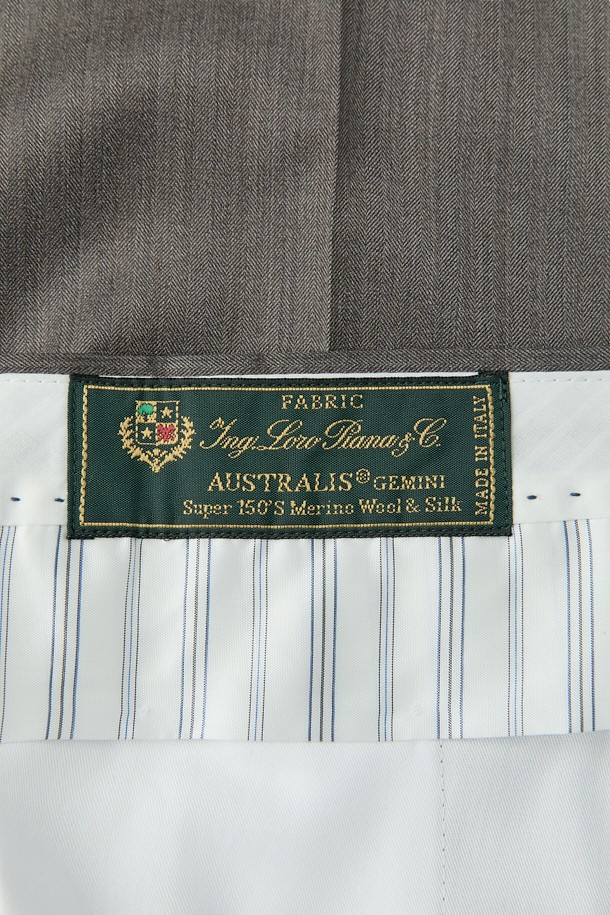 FABRIC
Ing. Loro Piana & C.
AUSTRALIS® GEMINI
Super 150'S Merino Wool & Silk
MADE IN ITALY